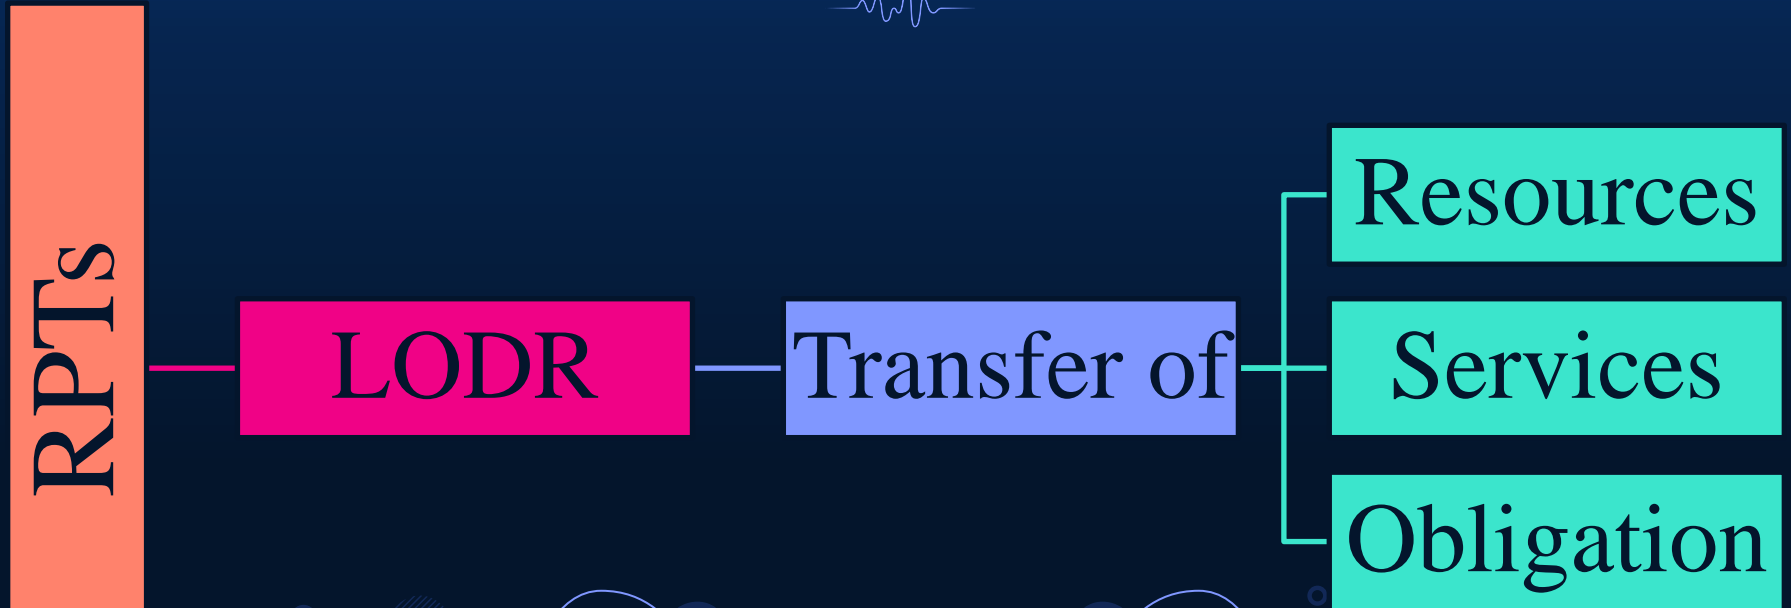 RPTs
LODR
Transfer of
Resources
Services
Obligation